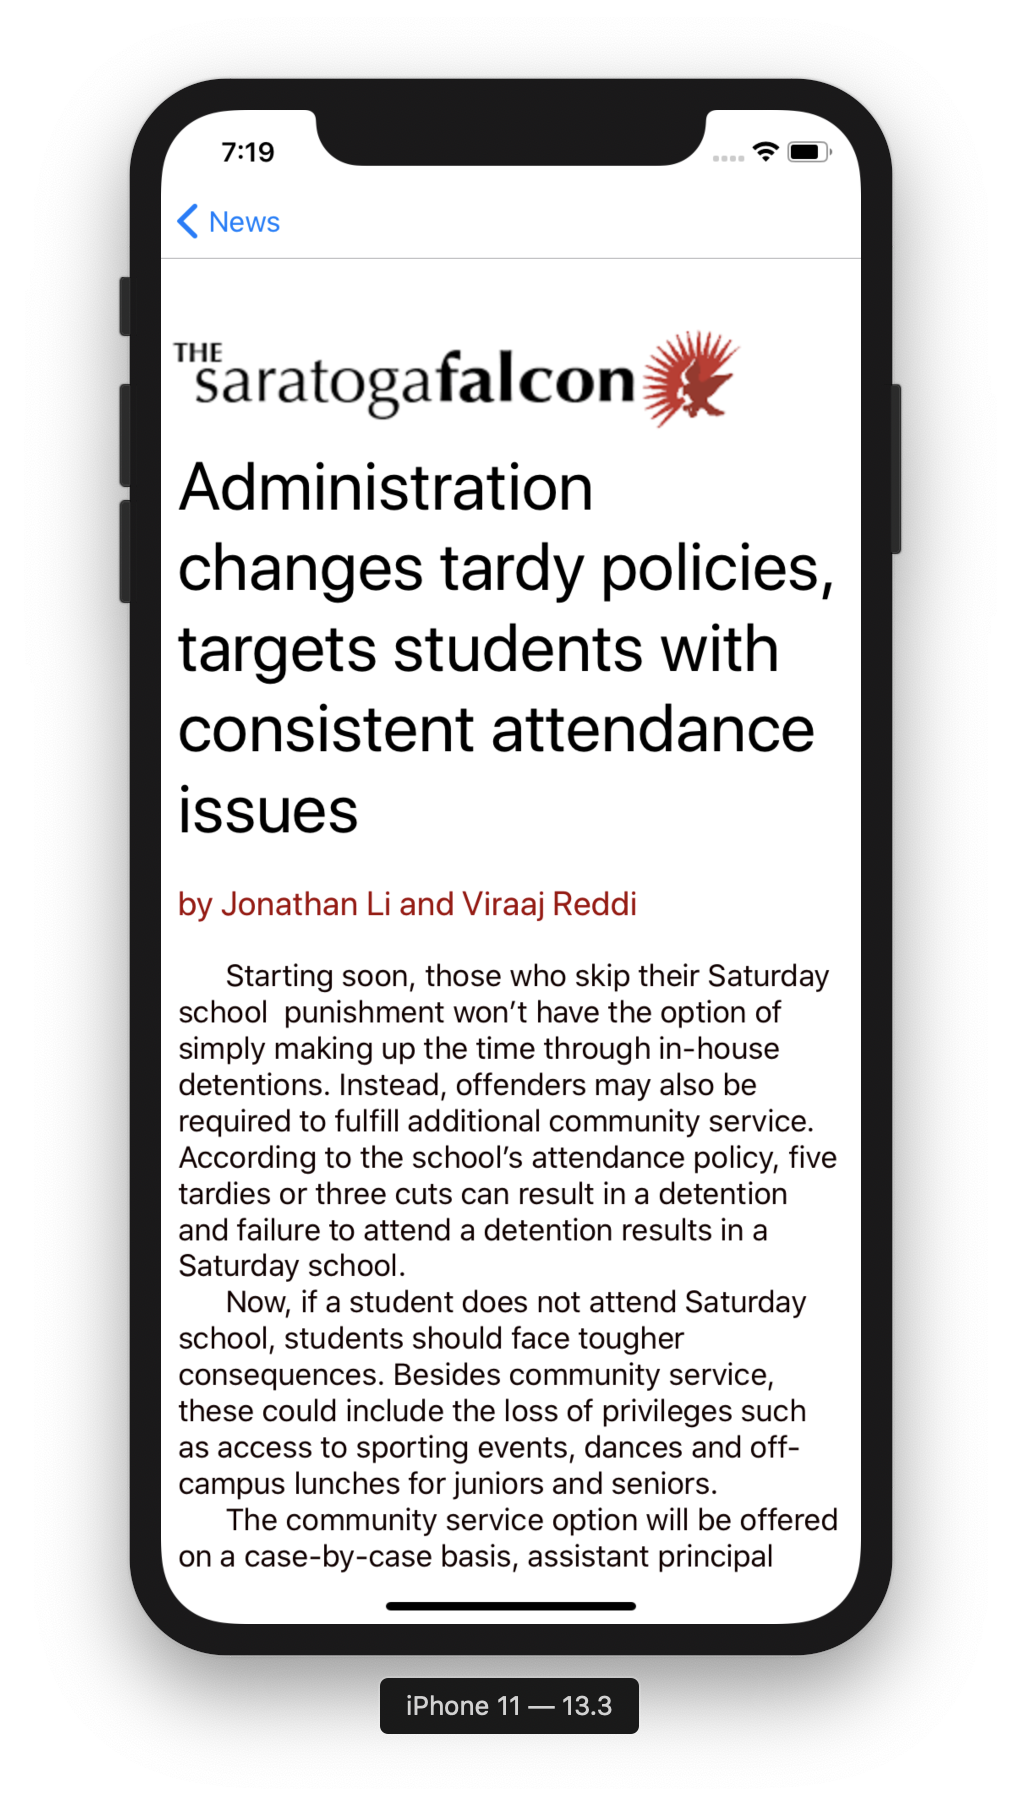 7:19
News
THE
saratogafalcon
Administration
changes tardy policies,
targets students with
consistent attendance
issues
by Jonathan Li and Viraaj Reddi
Starting soon, those who skip their Saturday
school  punishment won’t have the option of
simply making up the time through in-house
detentions. Instead, offenders may also be
required to fulfill additional community service.
According to the school’s attendance policy, five
tardies or three cuts can result in a detention
and failure to attend a detention results in a
Saturday school.
Now, if a student does not attend Saturday
school, students should face tougher
consequences. Besides community service,
these could include the loss of privileges such
as access to sporting events, dances and off-
campus lunches for juniors and seniors.
The community service option will be offered
on a case-by-case basis, assistant principal
iPhone 11 — 13.3